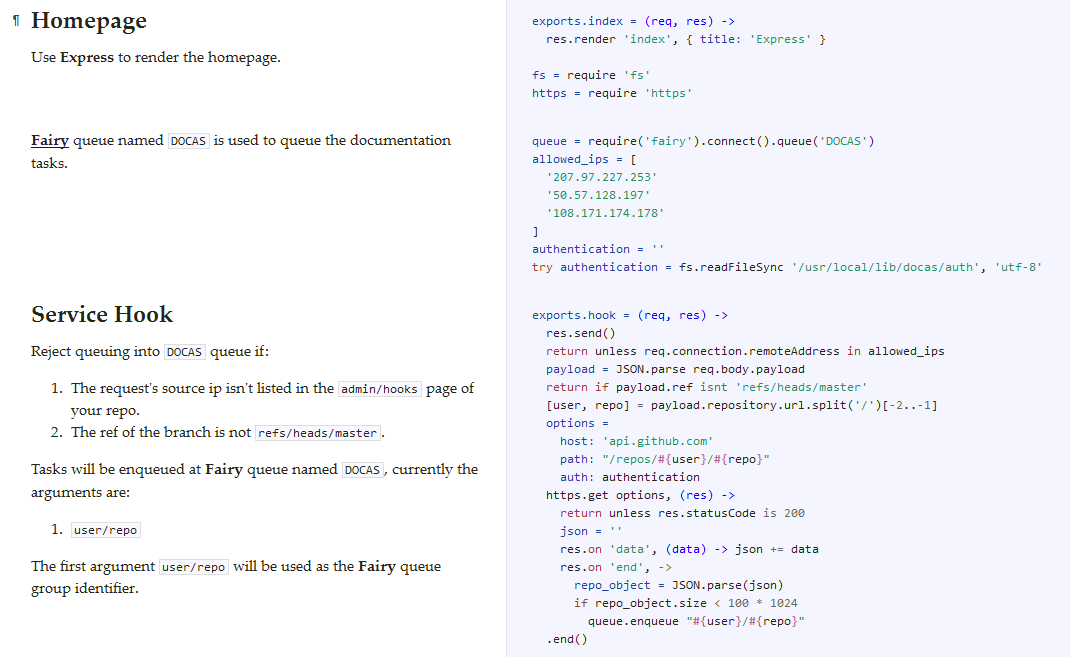 ¶ Homepage
Use Express to render the homepage.
Fairy queue named DOCAS is used to queue the documentation
tasks.
Service Hook
Reject queuing into DOCAS queue if:
1. The request's source ip isn't listed in the admin/hooks page of
your repo.
2. The ref of the branch is not refs/heads/master.
Tasks will be enqueued at Fairy queue named DOCAS, currently the
arguments are:
1. user/repo
The first argument user/repo will be used as the Fairy queue
group identifier.
exports.index = (req, res) ->
  res.render 'index', { title: 'Express' }
fs = require 'fs'
https = require 'https'
queue = require('fairy').connect().queue('DOCAS')
allowed_ips = [
  '207.97.227.253'
  '50.57.128.197'
  '108.171.174.178'
]
authentication = ''
try authentication = fs.readFileSync '/usr/local/lib/docas/auth', 'utf-8'
exports.hook = (req, res) ->
  res.send()
  return unless req.connection.remoteAddress in allowed_ips
  payload = JSON.parse req.body.payload
  return if payload.ref isnt 'refs/heads/master'
  [user, repo] = payload.repository.url.split('/')[-2..-1]
  options =
    host: 'api.github.com'
    path: "/repos/#{user}/#{repo}"
    auth: authentication
  https.get options, (res) ->
    return unless res.statusCode is 200
    json = ''
    res.on 'data', (data) -> json += data
    res.on 'end', ->
      repo_object = JSON.parse(json)
      if repo_object.size < 100 * 1024
        queue.enqueue "#{user}/#{repo}"
  .end()